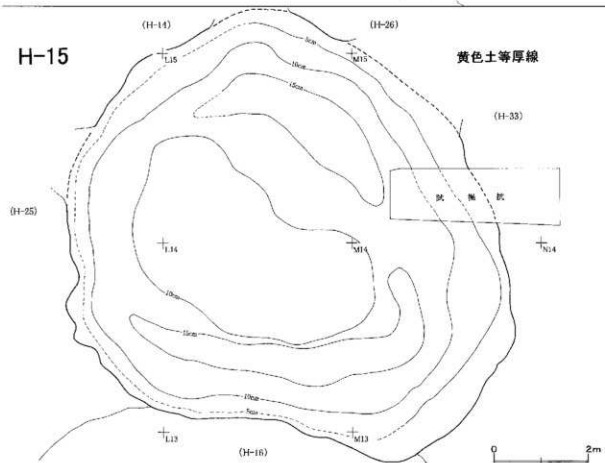 (H-14)
(H-26)
H-15
黄色土等厚線
L15
M15
5cm
10cm
15cm
(H-33)
試掘坑
(H-25)
L14
M14
N14
10cm
15cm
10cm
5cm
L13
M13
(H-16)
0
2m